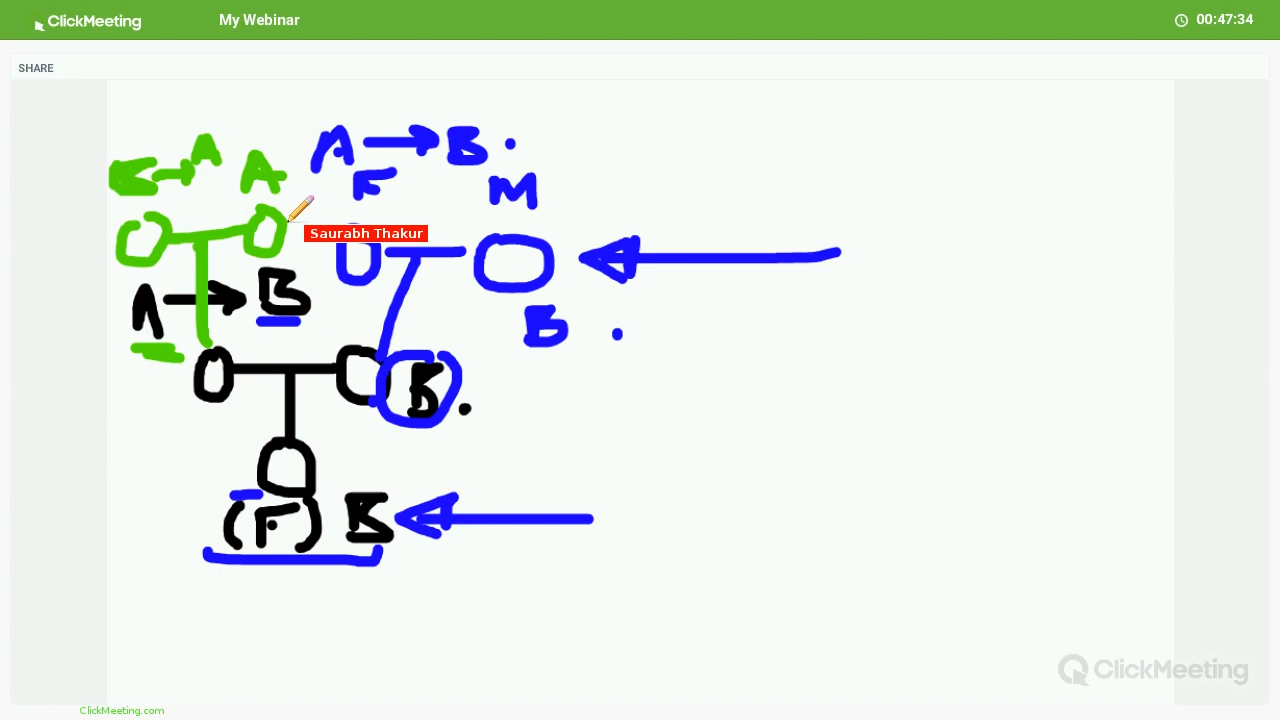 ClickMeeting My Webinar 00:47:34
SHARE
A A A → B .
F M
Saurabh Thakur
B
B .
B .
(F) B
ClickMeeting
ClickMeeting.com